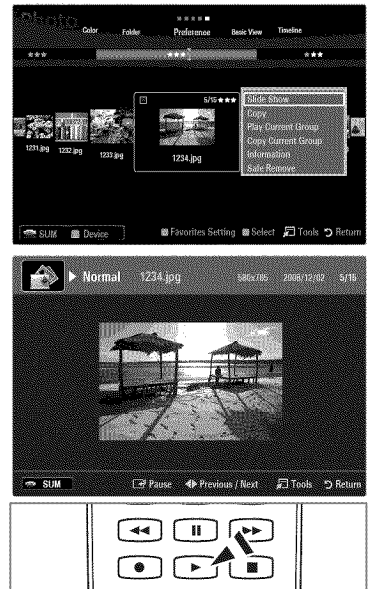 Photo
Color Folder Preference Basic View Timeline
5/15
Slide Show
Copy
Play Current Group
Copy Current Group
Information
Safe Remove
1231.jpg 1232.jpg 1233.jpg 1234.jpg
SUM Device Favorites Setting Select Tools Return
Normal 1234.jpg 580x765 2008/12/02 5/15
SUM Pause Previous / Next Tools Return